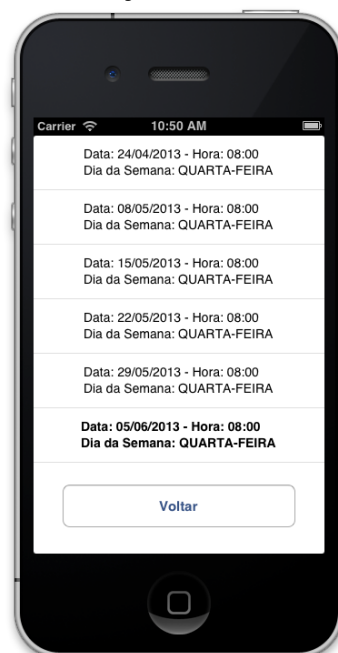 Carrier 10:50 AM
Data: 24/04/2013 - Hora: 08:00
Dia da Semana: QUARTA-FEIRA
Data: 08/05/2013 - Hora: 08:00
Dia da Semana: QUARTA-FEIRA
Data: 15/05/2013 - Hora: 08:00
Dia da Semana: QUARTA-FEIRA
Data: 22/05/2013 - Hora: 08:00
Dia da Semana: QUARTA-FEIRA
Data: 29/05/2013 - Hora: 08:00
Dia da Semana: QUARTA-FEIRA
Data: 05/06/2013 - Hora: 08:00
Dia da Semana: QUARTA-FEIRA
Voltar